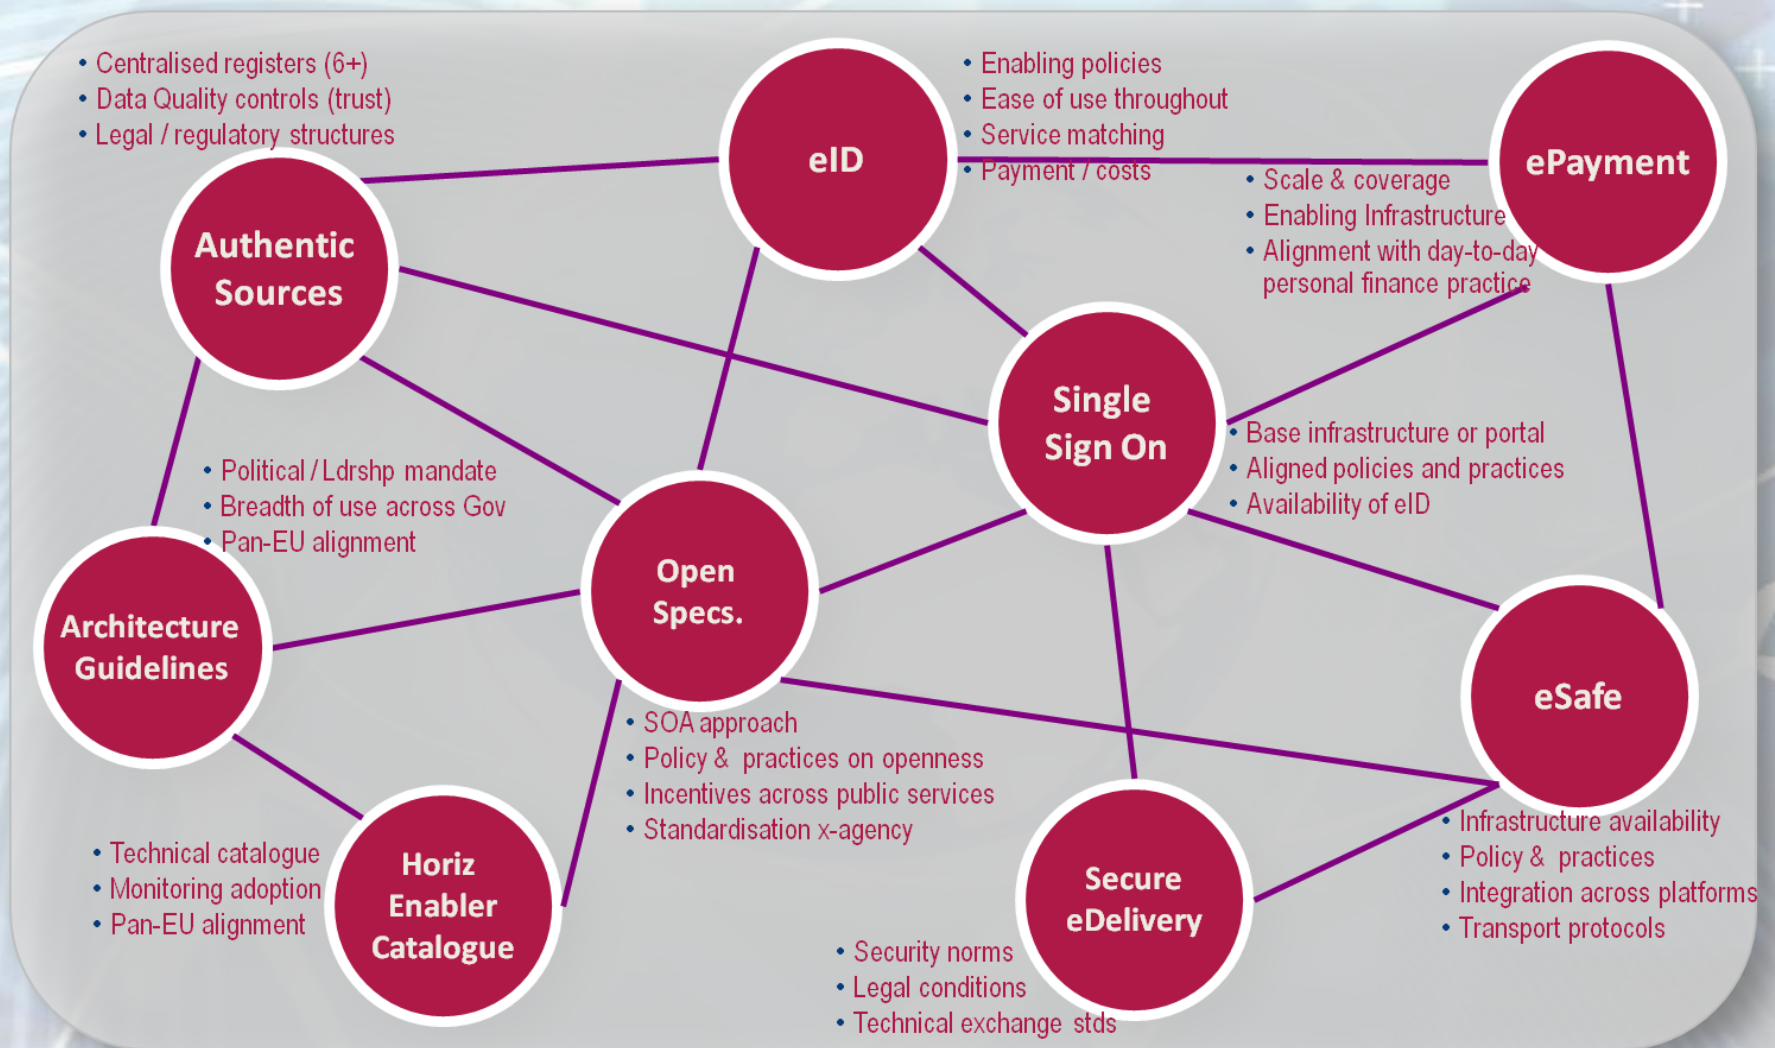 • Centralised registers (6+)
• Data Quality controls (trust)
• Legal / regulatory structures
Authentic
Sources
eID
• Enabling policies
• Ease of use throughout
• Service matching
• Payment / costs
ePayment
• Scale & coverage
• Enabling Infrastructure
• Alignment with day-to-day
personal finance practice
Single
Sign On
• Base infrastructure or portal
• Aligned policies and practices
• Availability of eID
• Political / Ldrshp mandate
• Breadth of use across Gov
• Pan-EU alignment
Architecture
Guidelines
Open
Specs.
• SOA approach
• Policy & practices on openness
• Incentives across public services
• Standardisation x-agency
eSafe
• Infrastructure availability
• Policy & practices
• Integration across platforms
• Transport protocols
• Technical catalogue
• Monitoring adoption
• Pan-EU alignment
Horiz
Enabler
Catalogue
Secure
eDelivery
• Security norms
• Legal conditions
• Technical exchange stds